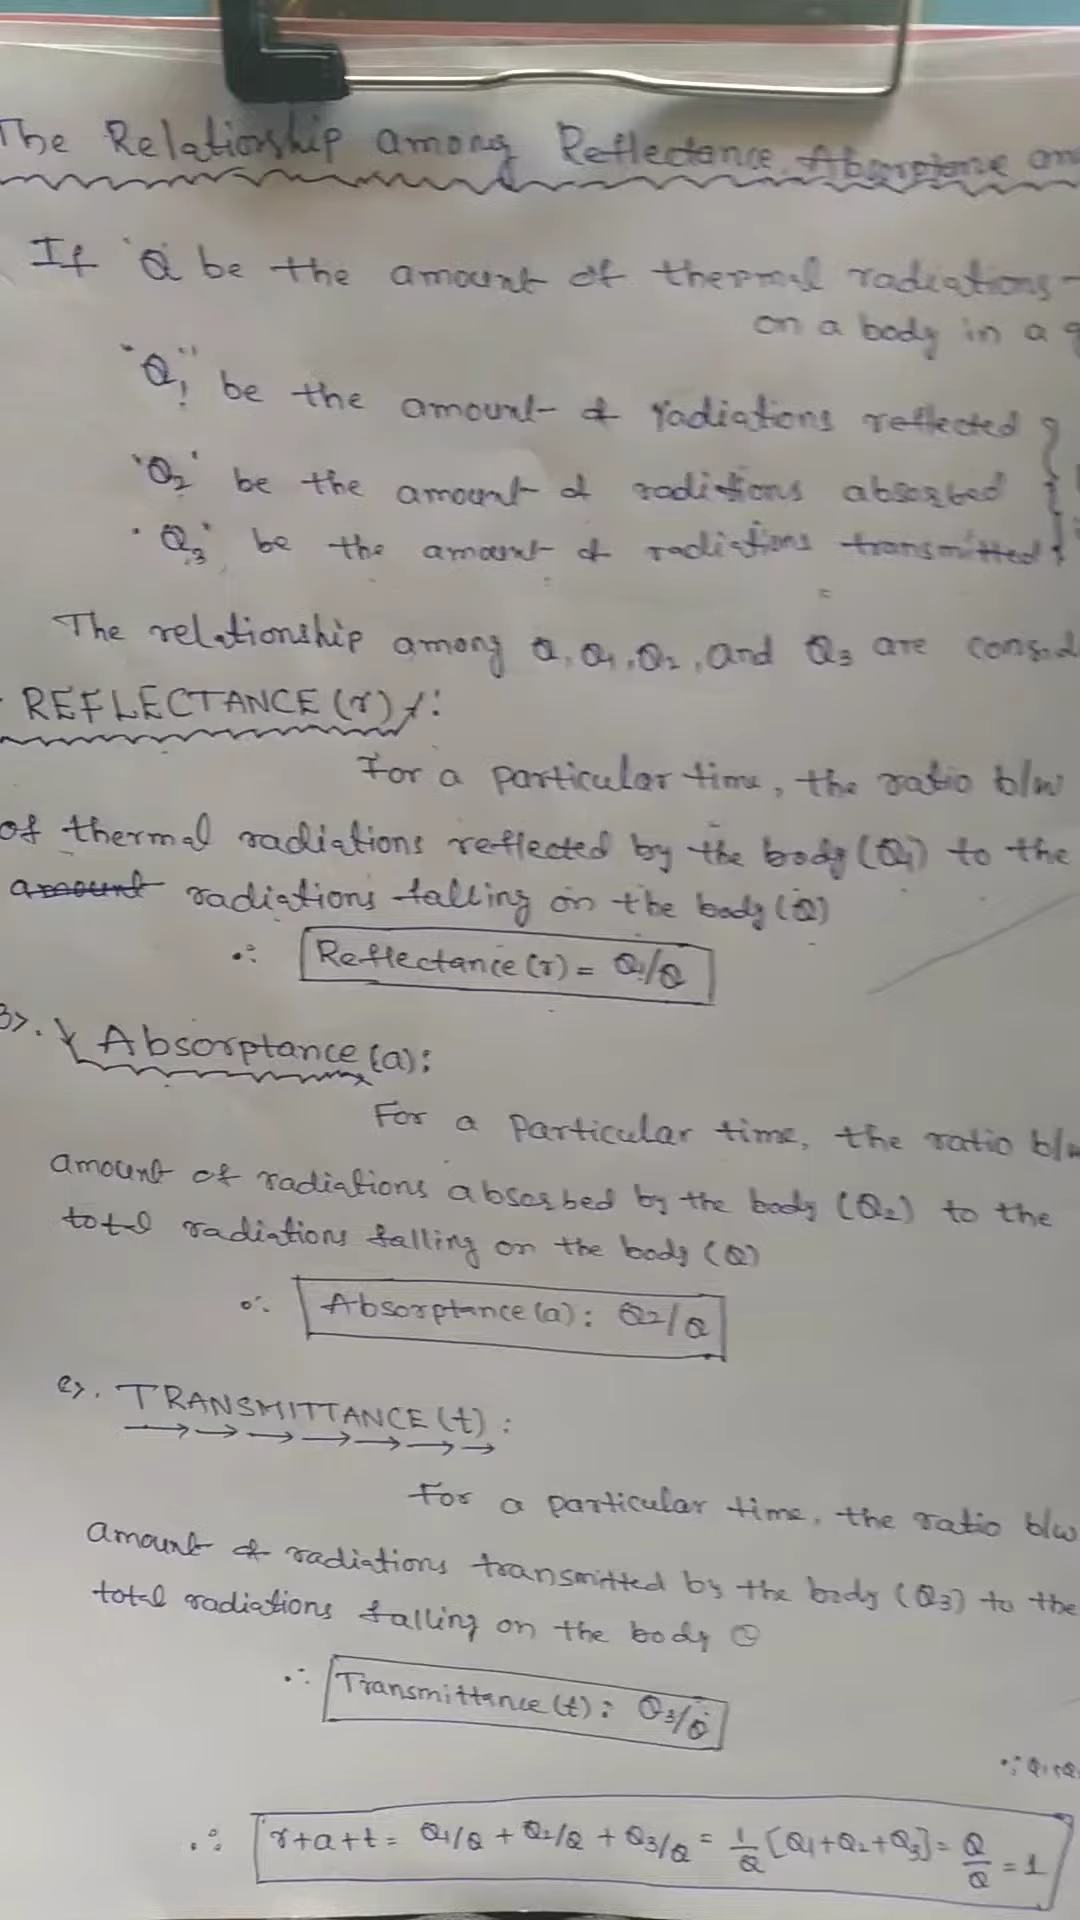 The Relationship among Reflectance, Absorptance an
If 'Q' be the amount of thermal radiations
on a body in a g
"Q1" be the amount of radiations reflected
'Q2' be the amount of radiations absorbed
'Q3' be the amount of radiations transmitted
The relationship among Q, Q1, Q2, and Q3 are consid
REFLECTANCE (r):
For a particular time, the ratio b/w
of thermal radiations reflected by the body (Q1) to the
amount radiations falling on the body (Q)
∴ Reflectance (r) = Q1/Q
B>. Absorptance (a):
For a particular time, the ratio b/w
amount of radiations absorbed by the body (Q2) to the
total radiations falling on the body (Q)
∴ Absorptance (a): Q2/Q
c>. TRANSMITTANCE (t):
For a particular time, the ratio b/w
amount of radiations transmitted by the body (Q3) to the
total radiations falling on the body Q
∴ Transmittance (t): Q3/Q
∵ Q1+Q
∴ r+a+t = Q1/Q + Q2/Q + Q3/Q = 1/Q [Q1+Q2+Q3] = Q/Q = 1